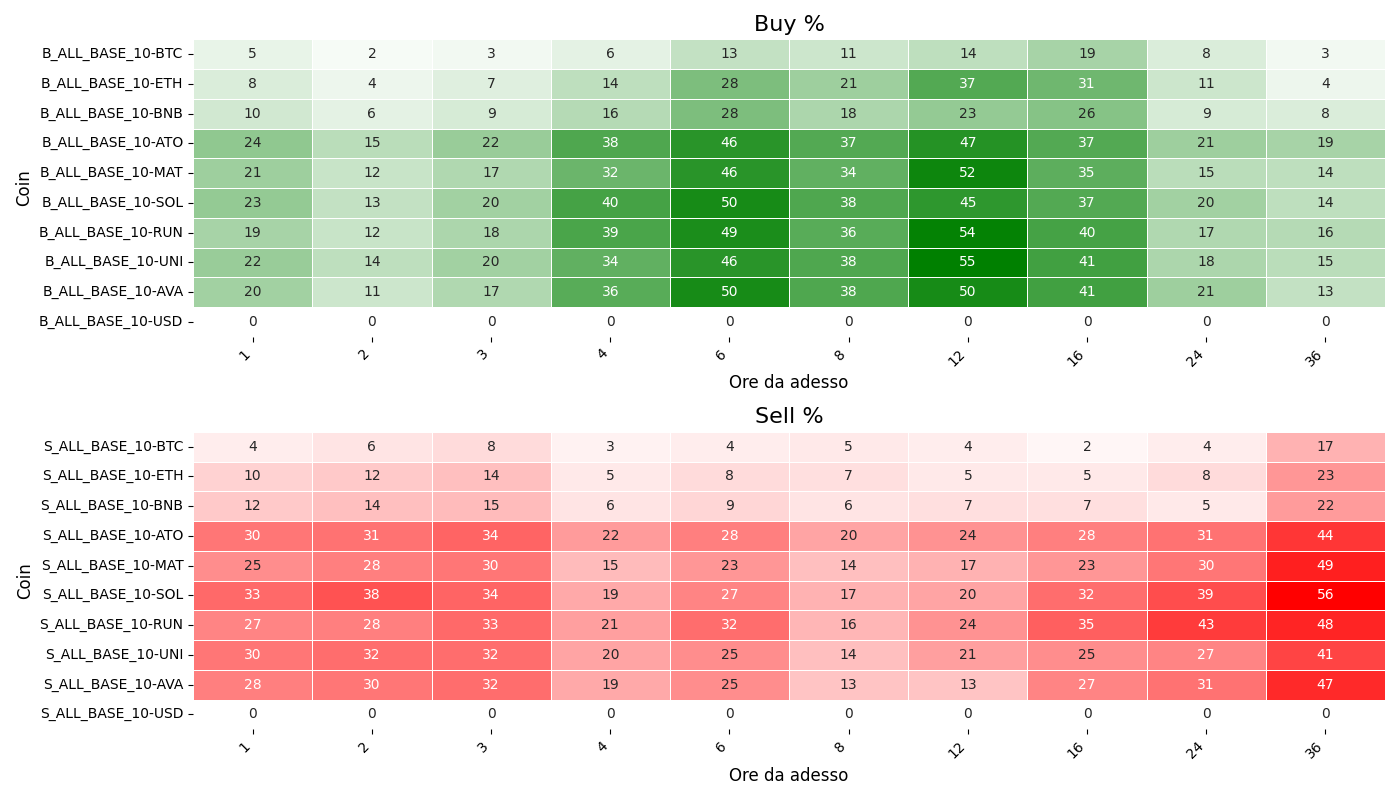 Buy %
Coin
B_ALL_BASE_10-BTC 5 2 3 6 13 11 14 19 8 3
B_ALL_BASE_10-ETH 8 4 7 14 28 21 37 31 11 4
B_ALL_BASE_10-BNB 10 6 9 16 28 18 23 26 9 8
B_ALL_BASE_10-ATO 24 15 22 38 46 37 47 37 21 19
B_ALL_BASE_10-MAT 21 12 17 32 46 34 52 35 15 14
B_ALL_BASE_10-SOL 23 13 20 40 50 38 45 37 20 14
B_ALL_BASE_10-RUN 19 12 18 39 49 36 54 40 17 16
B_ALL_BASE_10-UNI 22 14 20 34 46 38 55 41 18 15
B_ALL_BASE_10-AVA 20 11 17 36 50 38 50 41 21 13
B_ALL_BASE_10-USD 0 0 0 0 0 0 0 0 0 0
1 2 3 4 6 8 12 16 24 36
Ore da adesso
Sell %
Coin
S_ALL_BASE_10-BTC 4 6 8 3 4 5 4 2 4 17
S_ALL_BASE_10-ETH 10 12 14 5 8 7 5 5 8 23
S_ALL_BASE_10-BNB 12 14 15 6 9 6 7 7 5 22
S_ALL_BASE_10-ATO 30 31 34 22 28 20 24 28 31 44
S_ALL_BASE_10-MAT 25 28 30 15 23 14 17 23 30 49
S_ALL_BASE_10-SOL 33 38 34 19 27 17 20 32 39 56
S_ALL_BASE_10-RUN 27 28 33 21 32 16 24 35 43 48
S_ALL_BASE_10-UNI 30 32 32 20 25 14 21 25 27 41
S_ALL_BASE_10-AVA 28 30 32 19 25 13 13 27 31 47
S_ALL_BASE_10-USD 0 0 0 0 0 0 0 0 0 0
1 2 3 4 6 8 12 16 24 36
Ore da adesso